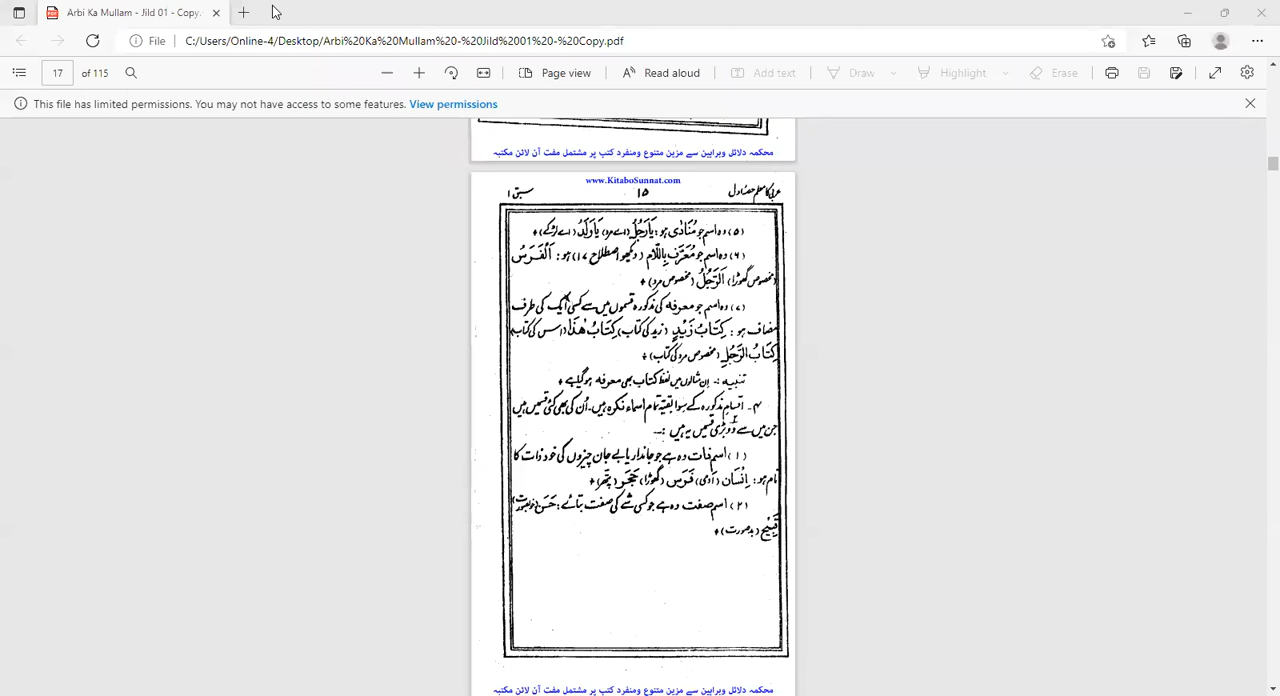 Arbi Ka Mullam - Jild 01 - Copy.
File C:/Users/Online-4/Desktop/Arbi%20Ka%20Mullam%20-%20Jild%2001%20-%20Copy.pdf
17 of 115 Page view Read aloud Add text Draw Highlight Erase
This file has limited permissions. You may not have access to some features. View permissions
محکمہ دلائل وبراہین سے مزین متنوع ومنفرد کتب پر مشتمل مفت آن لائن مکتبہ
www.KitaboSunnat.com
عربی کا معلم حصہ اول ۱۵ سبق ۱
(۵) وہ اسم جو مُنَادٰی ہو: یَا رَجُلُ (اے مرد) یَا وَلَدُ (اے لڑکے) ٭
(۶) وہ اسم جو مُعَرَّف بِاللَّام (دیکھو اصطلاح ۱۷) ہو: اَلْفَرَسُ
(مخصوص گھوڑا) اَلرَّجُلُ (مخصوص مرد) ٭
(۷) وہ اسم جو معرفہ کی مذکورہ قسموں میں سے کسی ایک کی طرف
مضاف ہو: کِتَابُ زَیْدٍ (زید کی کتاب) کِتَابُ ھٰذَا (اس کی کتاب)
کِتَابُ الرَّجُلِ (مخصوص مرد کی کتاب) ٭
تنبیہ :- اِن مثالوں میں لفظ کتاب بھی معرفہ ہوگیا ہے ٭
۴- اقسامِ مذکورہ کے سوا بقیّہ تمام اسماء نکرہ ہیں۔ اُن کی بھی کئی قسمیں ہیں
جن میں سے دو بڑی قسمیں یہ ہیں :—
(۱) اسم ذات وہ ہے جو جاندار یا بے جان چیزوں کی خود ذات کا
نام ہو: اِنْسَان (آدمی) فَرَس (گھوڑا) حَجَر (پتھر) ٭
(۲) اسم صفت وہ ہے جو کسی شے کی صفت بتائے: حَسَن (خوبصورت)
قَبِیْح (بدصورت) ٭
محکمہ دلائل وبراہین سے مزین متنوع ومنفرد کتب پر مشتمل مفت آن لائن مکتبہ